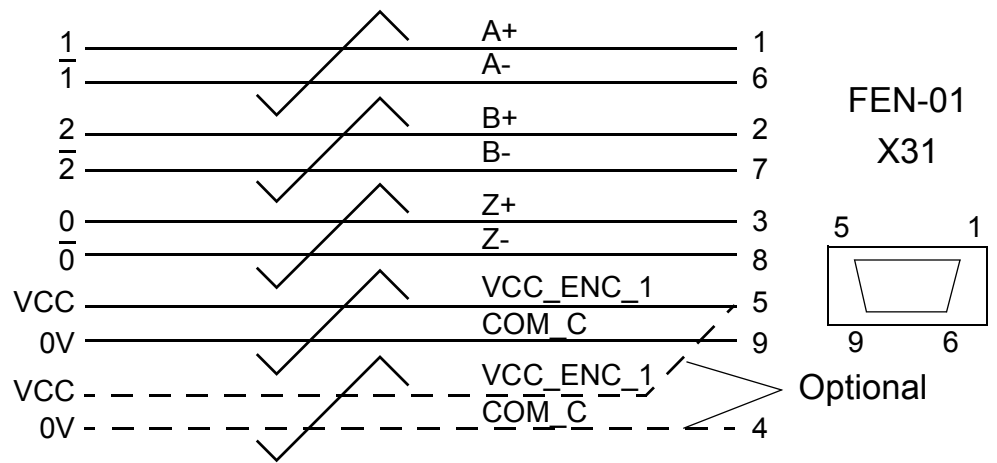 1 A+ 1
1̅ A- 6
2 B+ 2
2̅ B- 7
0 Z+ 3
0̅ Z- 8
VCC VCC_ENC_1 5
0V COM_C 9
VCC VCC_ENC_1
0V COM_C 4
Optional
FEN-01
X31
5 1
9 6